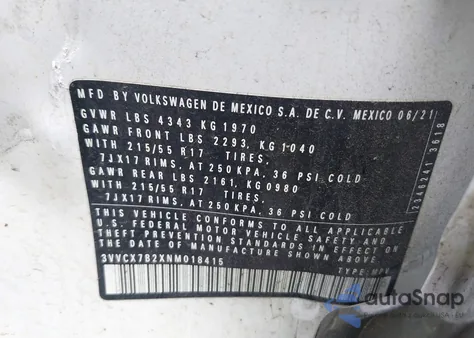 MFD BY VOLKSWAGEN DE MEXICO S.A. DE C.V. MEXICO 06/21
GVWR LBS 4343 KG 1970
GAWR FRONT LBS 2293, KG 1040
WITH 215/55 R17 TIRES.
7JX17 RIMS, AT 250 KPA, 36 PSI COLD
GAWR REAR LBS 2161, KG 0980
WITH 215/55 R17 TIRES.
7JX17 RIMS, AT 250 KPA, 36 PSI COLD
THIS VEHICLE CONFORMS TO ALL APPLICABLE
U.S. FEDERAL MOTOR VEHICLE SAFETY AND
THEFT PREVENTION STANDARDS IN EFFECT ON THE
DATE OF MANUFACTURE SHOWN ABOVE.
3VVCX7B2XNM018415 TYPE: MPV
2346241 3618
AutoSnap